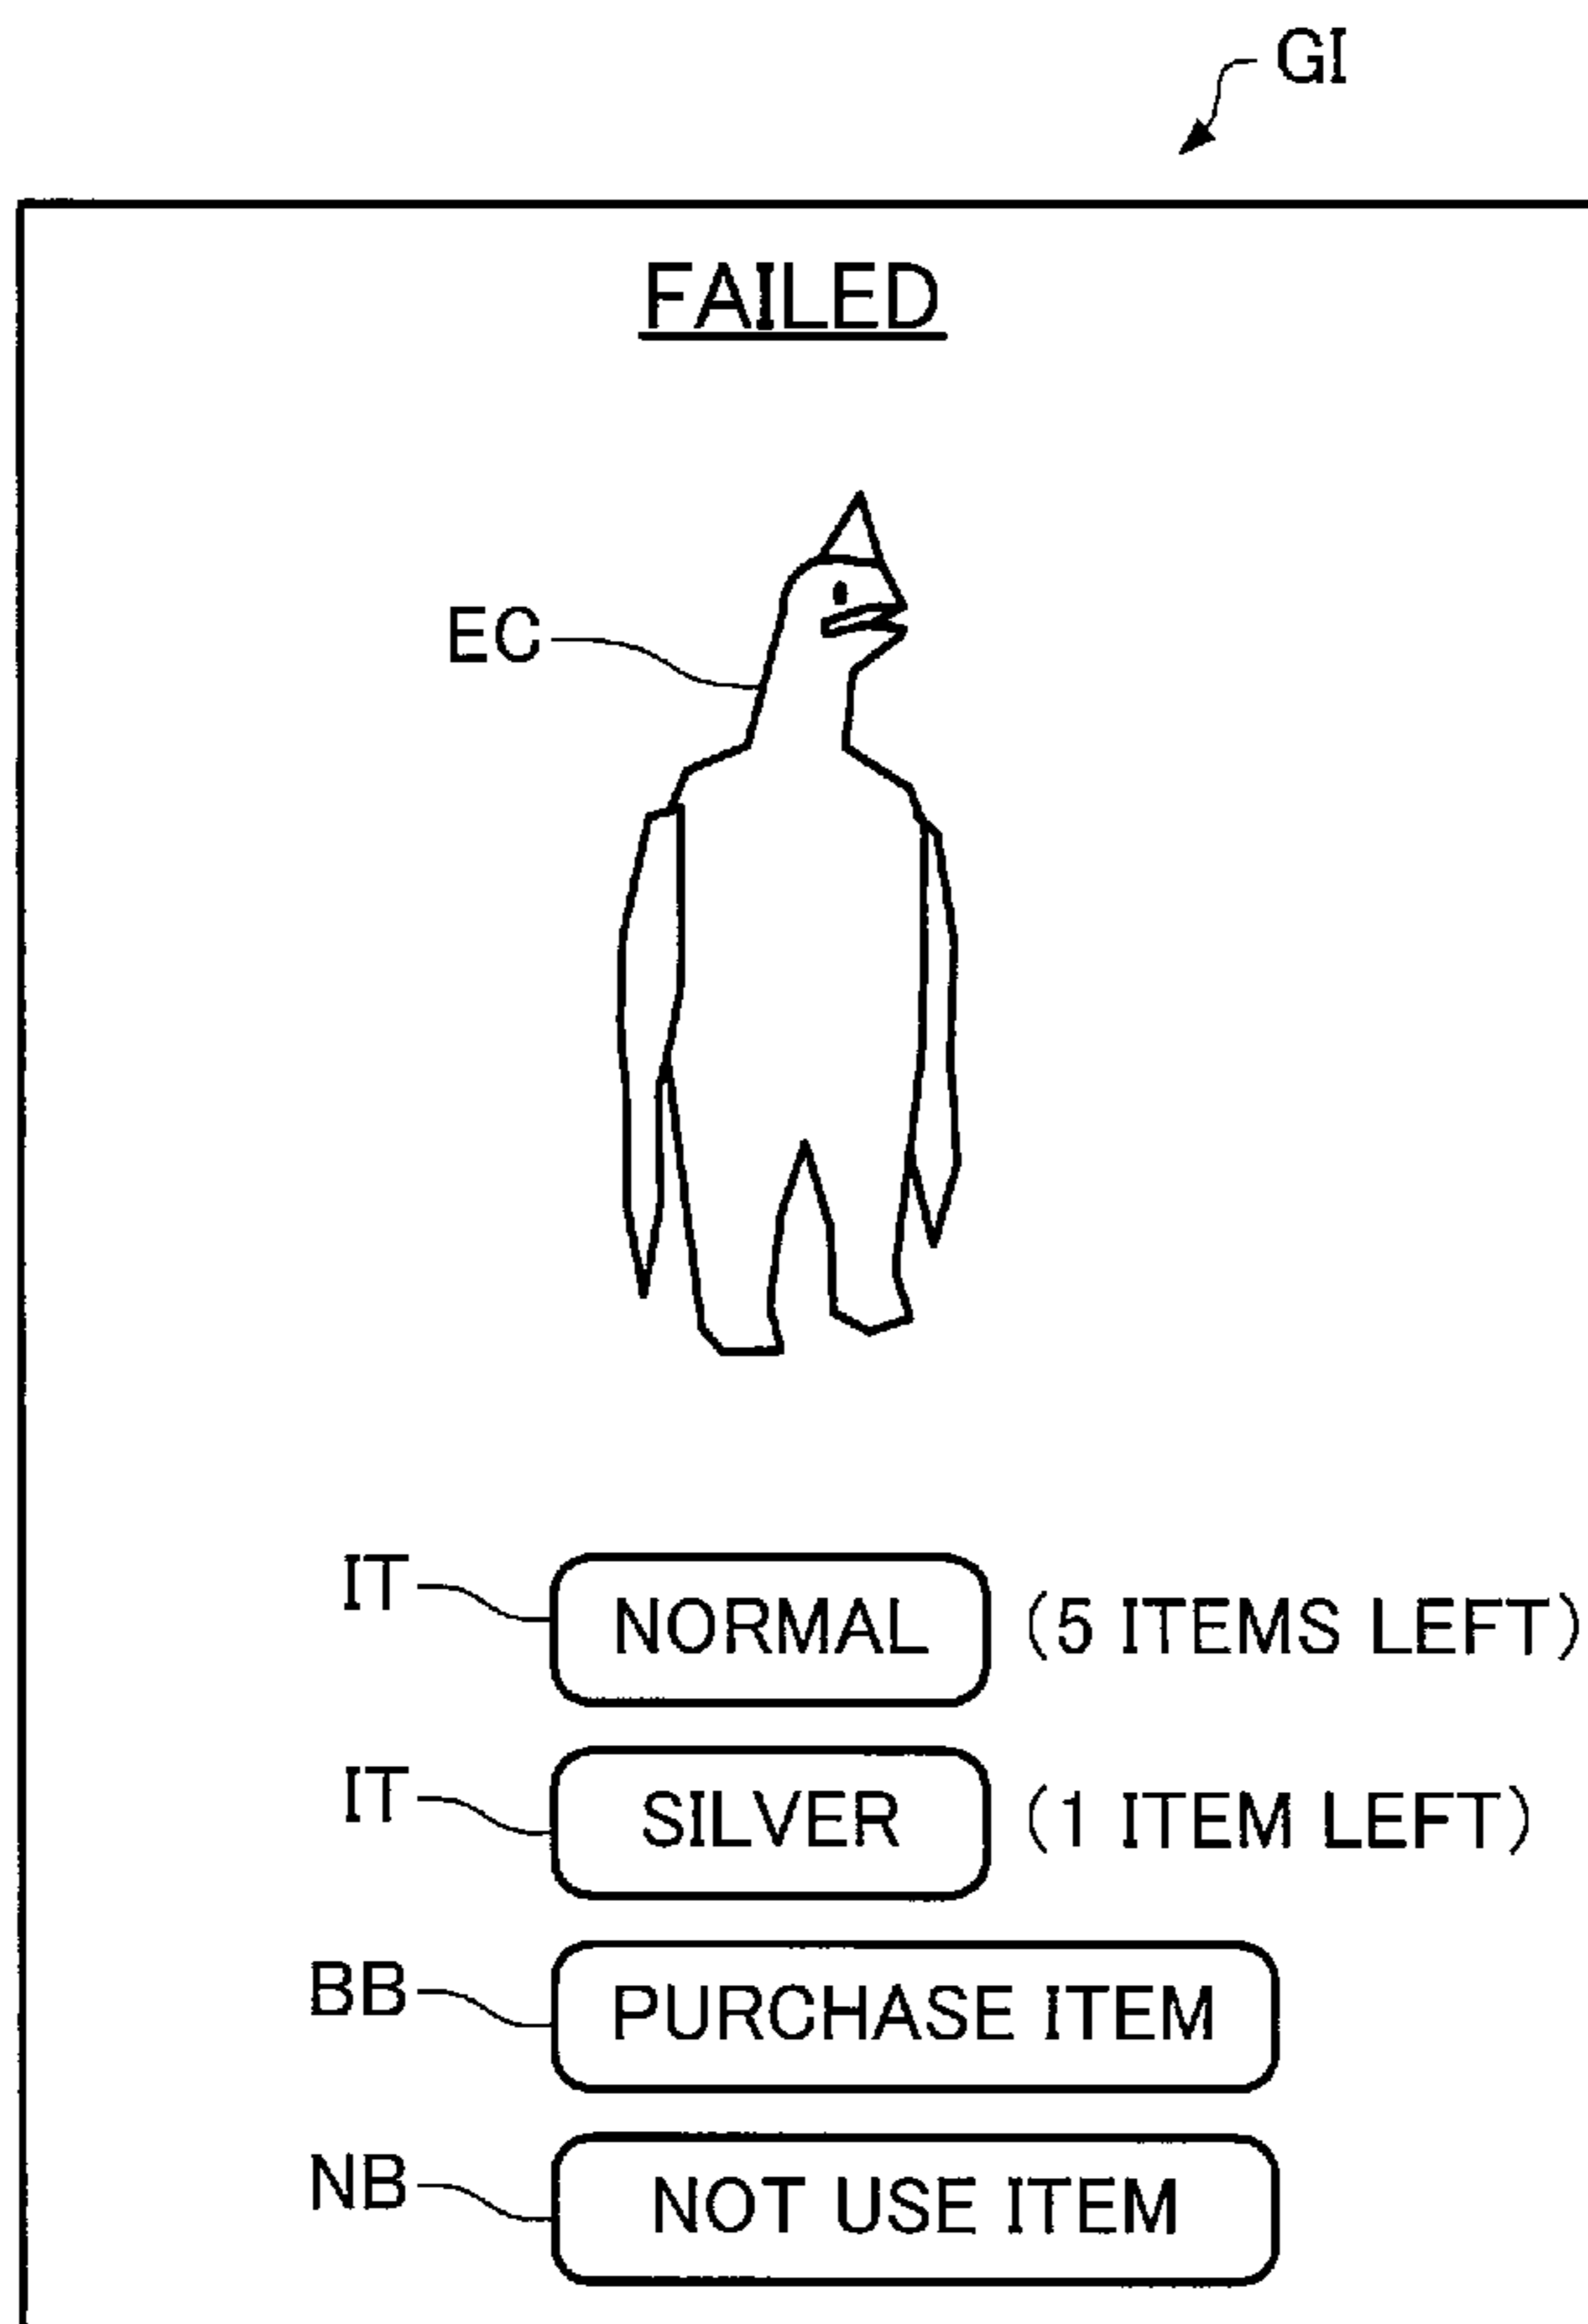 GI
FAILED
EC
IT NORMAL (5 ITEMS LEFT)
IT SILVER (1 ITEM LEFT)
BB PURCHASE ITEM
NB NOT USE ITEM